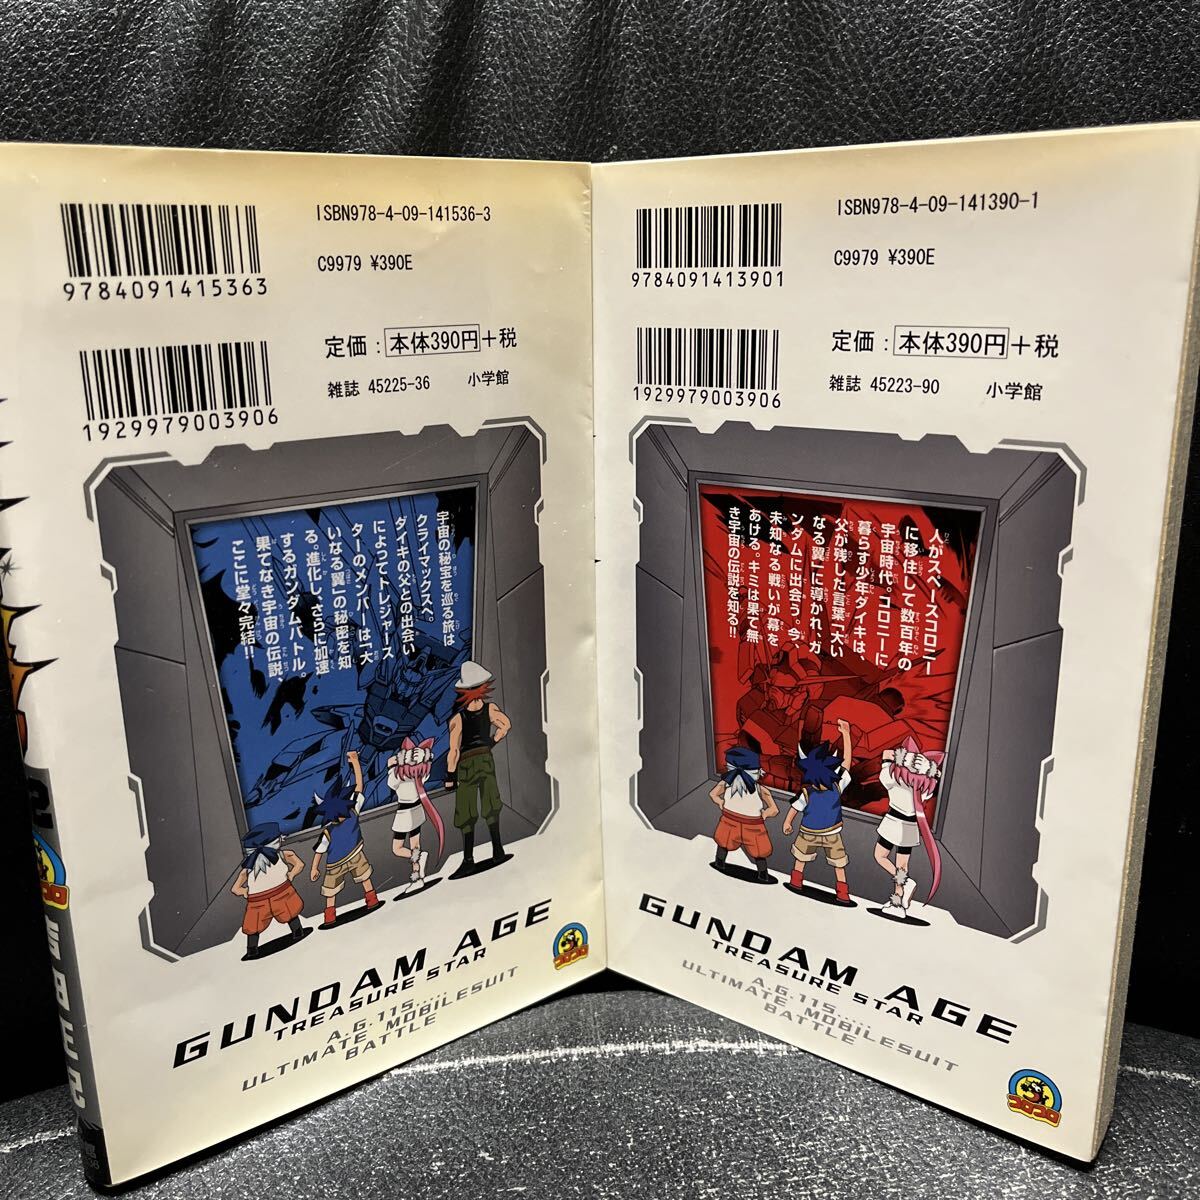 ISBN978-4-09-141536-3
C9979 ¥390E
9784091415363
定価：本体390円+税
雑誌 45225-36 小学館
1929979003906
宇宙の秘宝を巡る旅は
クライマックスへ。
ダイキの父との出会い
によってトレジャース
ターのメンバーは「大
いなる翼」の秘密を知
る。進化し、さらに加速
するガンダムバトル。
果てなき宇宙の伝説
ここに堂々完結!!
GUNDAM AGE
TREASURE STAR
A.G.115.....
ULTIMATE MOBILESUIT
BATTLE
コロコロ
ISBN978-4-09-141390-1
C9979 ¥390E
9784091413901
定価：本体390円+税
雑誌 45223-90 小学館
1929979003906
人がスペースコロニー
に移住して数百年の
宇宙時代。コロニーに
暮らす少年ダイキは、
父が残した言葉「大い
なる翼」に導かれ、ガ
ンダムに出会う。今、
未知なる戦いが幕を
あける。キミは果て無
き宇宙の伝説を知る!!
GUNDAM AGE
TREASURE STAR
A.G.115.....
ULTIMATE MOBILESUIT
BATTLE
コロコロ